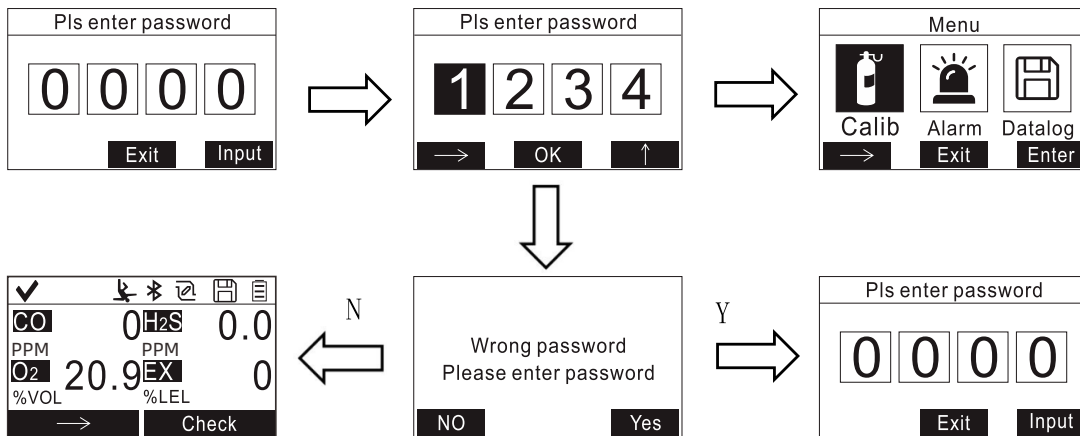 Pls enter password
0 0 0 0
Exit Input
Pls enter password
1 2 3 4
→ OK ↑
Menu
Calib Alarm Datalog
→ Exit Enter
CO 0 H₂S 0.0
PPM PPM
O₂ 20.9 EX 0
%VOL %LEL
→ Check
N
Wrong password
Please enter password
NO Yes
Y
Pls enter password
0 0 0 0
Exit Input